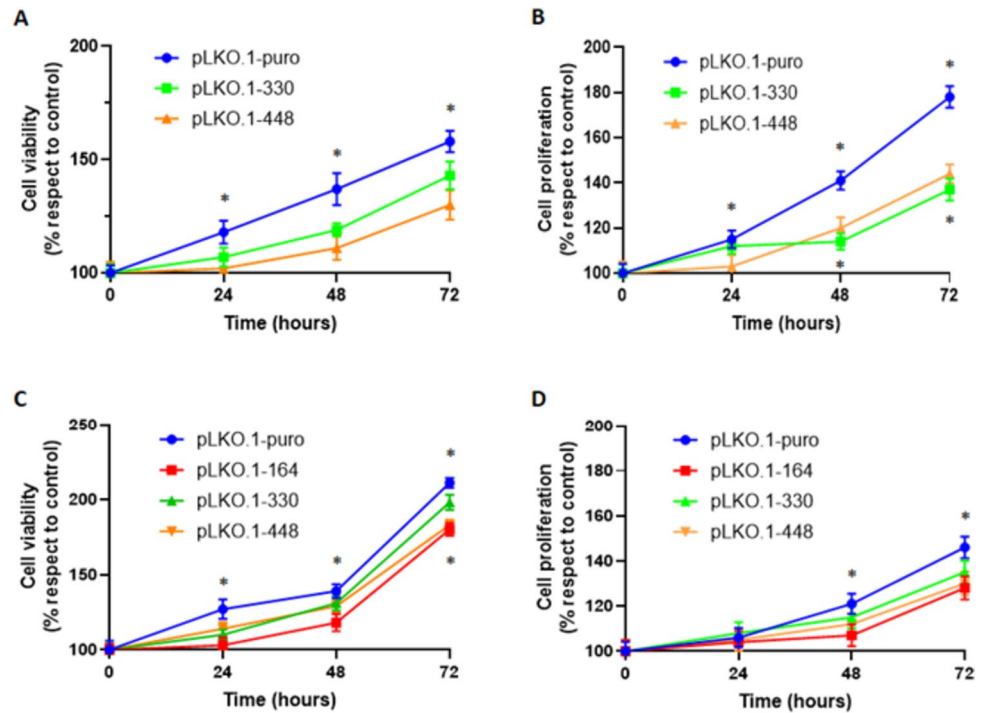 A
Cell viability
(% respect to control)
200
150
100
pLKO.1-puro
pLKO.1-330
pLKO.1-448
*
*
*
0
24
48
72
Time (hours)
B
Cell proliferation
(% respect to control)
200
180
160
140
120
100
pLKO.1-puro
pLKO.1-330
pLKO.1-448
*
*
*
*
*
0
24
48
72
Time (hours)
C
Cell viability
(% respect to control)
250
200
150
100
pLKO.1-puro
pLKO.1-164
pLKO.1-330
pLKO.1-448
*
*
*
*
0
24
48
72
Time (hours)
D
Cell proliferation
(% respect to control)
200
180
160
140
120
100
pLKO.1-puro
pLKO.1-164
pLKO.1-330
pLKO.1-448
*
*
0
24
48
72
Time (hours)